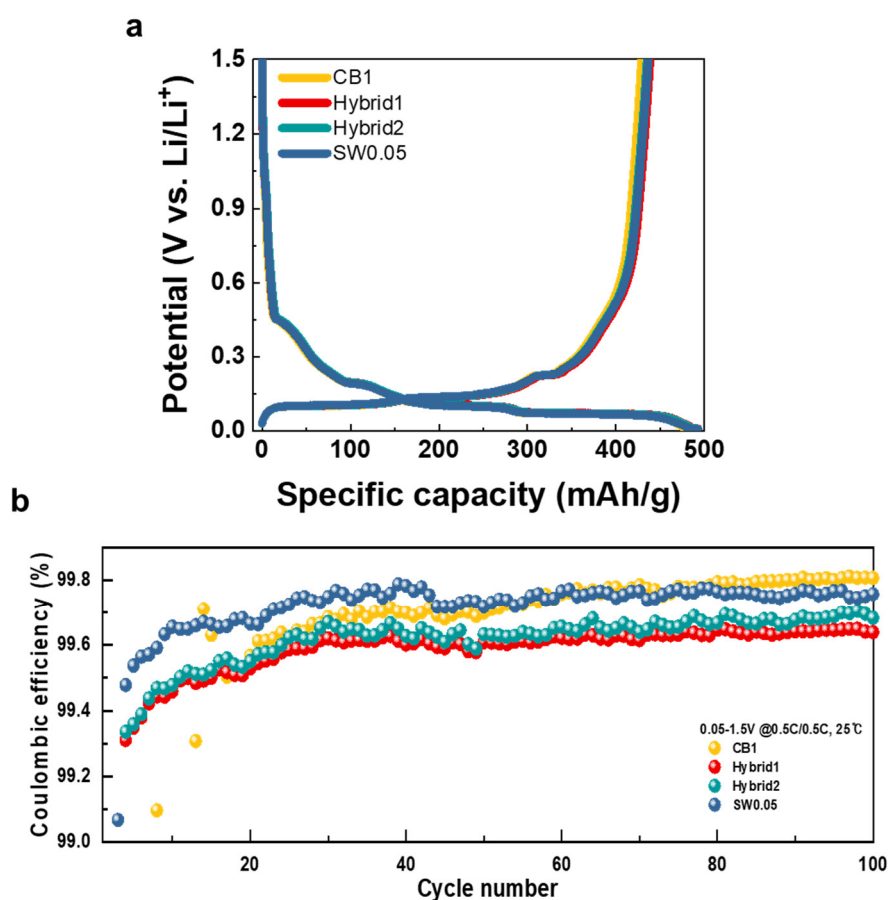 a
1.5
1.2
0.9
0.6
0.3
0.0
Potential (V vs. Li/Li⁺)
CB1
Hybrid1
Hybrid2
SW0.05
0 100 200 300 400 500
Specific capacity (mAh/g)
b
99.8
99.6
99.4
99.2
99.0
Coulombic efficiency (%)
0.05-1.5V @0.5C/0.5C, 25℃
CB1
Hybrid1
Hybrid2
SW0.05
20 40 60 80 100
Cycle number